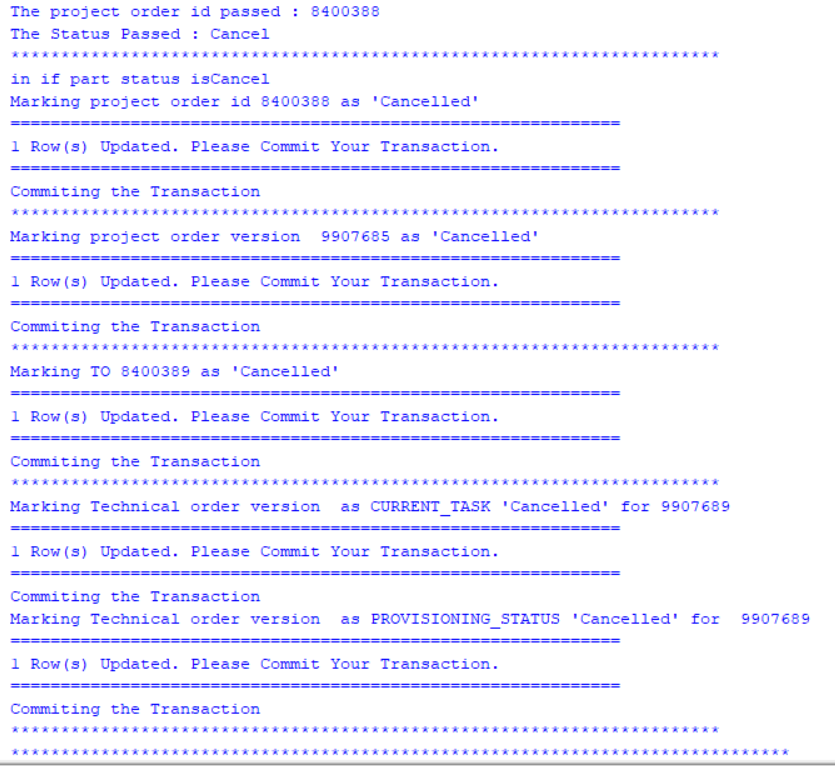 The project order id passed : 8400388
The Status Passed : Cancel
***********************************************************************
in if part status isCancel
Marking project order id 8400388 as 'Cancelled'
=============================================================
1 Row(s) Updated. Please Commit Your Transaction.
=============================================================
Commiting the Transaction
***********************************************************************
Marking project order version  9907685 as 'Cancelled'
=============================================================
1 Row(s) Updated. Please Commit Your Transaction.
=============================================================
Commiting the Transaction
***********************************************************************
Marking TO 8400389 as 'Cancelled'
=============================================================
1 Row(s) Updated. Please Commit Your Transaction.
=============================================================
Commiting the Transaction
***********************************************************************
Marking Technical order version  as CURRENT_TASK 'Cancelled' for 9907689
=============================================================
1 Row(s) Updated. Please Commit Your Transaction.
=============================================================
Commiting the Transaction
Marking Technical order version  as PROVISIONING_STATUS 'Cancelled' for  9907689
=============================================================
1 Row(s) Updated. Please Commit Your Transaction.
=============================================================
Commiting the Transaction
***********************************************************************
******************************************************************************